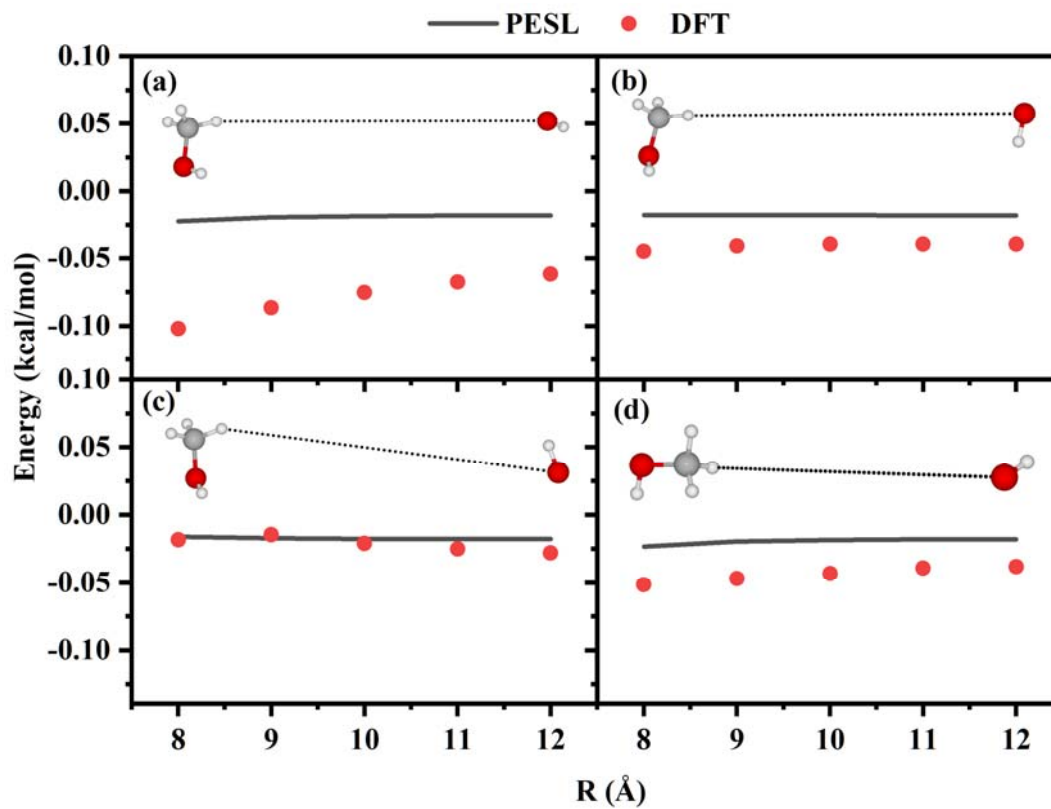 PESL DFT
0.10
(a)
(b)
0.05
0.00
-0.05
-0.10
0.10
(c)
(d)
0.05
0.00
-0.05
-0.10
Energy (kcal/mol)
8 9 10 11 12 8 9 10 11 12
R (Å)